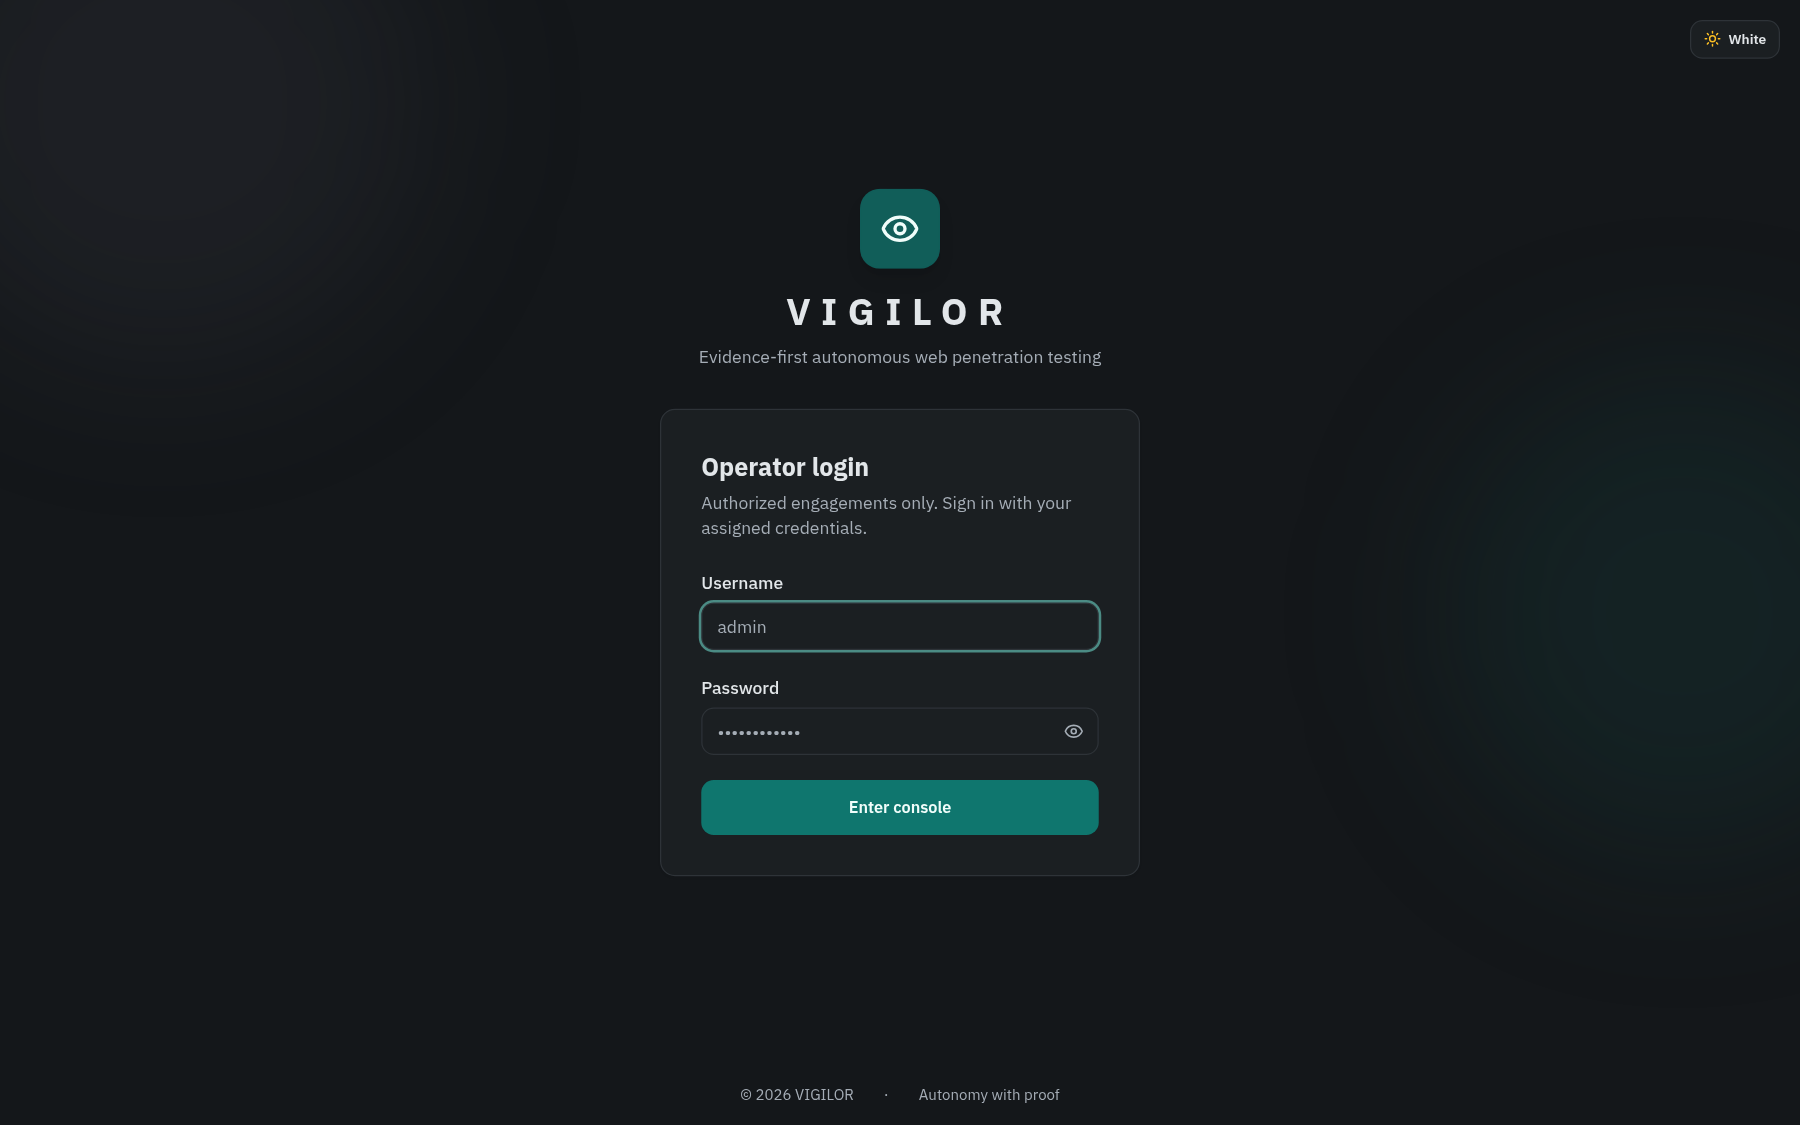 White
VIGILOR
Evidence-first autonomous web penetration testing
Operator login
Authorized engagements only. Sign in with your
assigned credentials.
Username
admin
Password
••••••••••••
Enter console
© 2026 VIGILOR · Autonomy with proof